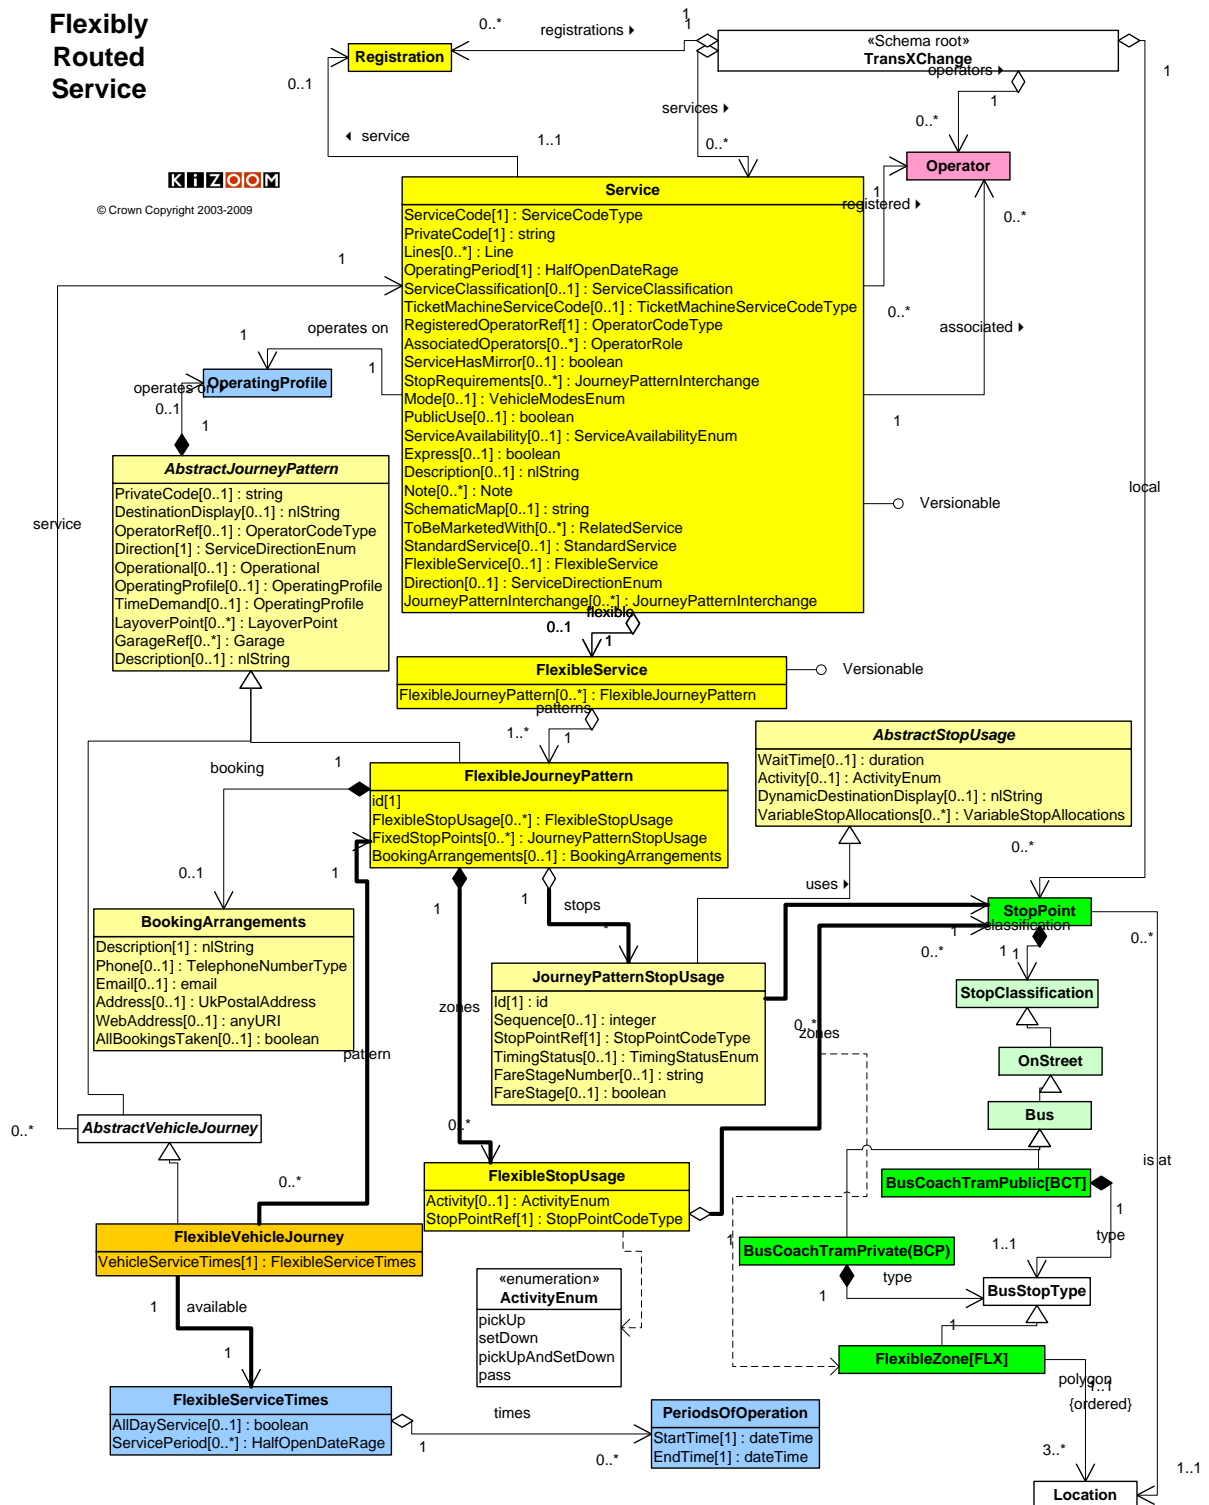 Flexibly
Routed
Service
KiZOOM
© Crown Copyright 2003-2009
«Schema root»
TransXChange
1
1
registrations
0..*
Registration
0..1
service
1..1
services
0..*
operators
1
0..*
1
Operator
1
registered
0..*
0..*
associated
1
local
Service
ServiceCode[1] : ServiceCodeType
PrivateCode[1] : string
Lines[0..*] : Line
OperatingPeriod[1] : HalfOpenDateRage
ServiceClassification[0..1] : ServiceClassification
TicketMachineServiceCode[0..1] : TicketMachineServiceCodeType
RegisteredOperatorRef[1] : OperatorCodeType
AssociatedOperators[0..*] : OperatorRole
ServiceHasMirror[0..1] : boolean
StopRequirements[0..*] : JourneyPatternInterchange
Mode[0..1] : VehicleModesEnum
PublicUse[0..1] : boolean
ServiceAvailability[0..1] : ServiceAvailabilityEnum
Express[0..1] : boolean
Description[0..1] : nlString
Note[0..*] : Note
SchematicMap[0..1] : string
ToBeMarketedWith[0..*] : RelatedService
StandardService[0..1] : StandardService
FlexibleService[0..1] : FlexibleService
Direction[0..1] : ServiceDirectionEnum
JourneyPatternInterchange[0..*] : JourneyPatternInterchange
Versionable
1
operates on
1
1
OperatingProfile
operates on
0..1
1
AbstractJourneyPattern
PrivateCode[0..1] : string
DestinationDisplay[0..1] : nlString
OperatorRef[0..1] : OperatorCodeType
Direction[1] : ServiceDirectionEnum
Operational[0..1] : Operational
OperatingProfile[0..1] : OperatingProfile
TimeDemand[0..1] : OperatingProfile
LayoverPoint[0..*] : LayoverPoint
GarageRef[0..*] : Garage
Description[0..1] : nlString
service
flexible
0..1
1
FlexibleService
FlexibleJourneyPattern[0..*] : FlexibleJourneyPattern
Versionable
patterns
1..*
1
AbstractStopUsage
WaitTime[0..1] : duration
Activity[0..1] : ActivityEnum
DynamicDestinationDisplay[0..1] : nlString
VariableStopAllocations[0..*] : VariableStopAllocations
booking
1
FlexibleJourneyPattern
id[1]
FlexibleStopUsage[0..*] : FlexibleStopUsage
FixedStopPoints[0..*] : JourneyPatternStopUsage
BookingArrangements[0..1] : BookingArrangements
0..1
1
1
1
stops
*
uses
0..*
BookingArrangements
Description[1] : nlString
Phone[0..1] : TelephoneNumberType
Email[0..1] : email
Address[0..1] : UkPostalAddress
WebAddress[0..1] : anyURI
AllBookingsTaken[0..1] : boolean
StopPoint
classification
1
0..*
0..*
1
1
StopClassification
JourneyPatternStopUsage
Id[1] : id
Sequence[0..1] : integer
StopPointRef[1] : StopPointCodeType
TimingStatus[0..1] : TimingStatusEnum
FareStageNumber[0..1] : string
FareStage[0..1] : boolean
zones
0..*
zones
pattern
OnStreet
Bus
AbstractVehicleJourney
0..*
0..*
is at
0..*
FlexibleStopUsage
Activity[0..1] : ActivityEnum
StopPointRef[1] : StopPointCodeType
BusCoachTramPublic[BCT]
1
type
FlexibleVehicleJourney
VehicleServiceTimes[1] : FlexibleServiceTimes
1
BusCoachTramPrivate(BCP)
1..1
type
1
BusStopType
«enumeration»
ActivityEnum
pickUp
setDown
pickUpAndSetDown
pass
1
available
1
1
FlexibleZone[FLX]
polygon
1..1
{ordered}
FlexibleServiceTimes
AllDayService[0..1] : boolean
ServicePeriod[0..*] : HalfOpenDateRage
times
1
0..*
PeriodsOfOperation
StartTime[1] : dateTime
EndTime[1] : dateTime
3..*
1..1
Location